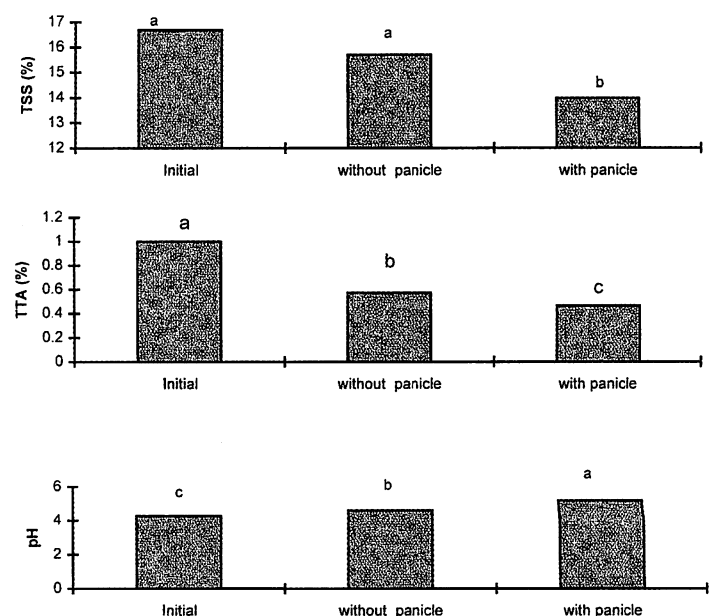 17
16
15
14
13
12
TSS (%)
a
a
b
Initial
without panicle
with panicle
1.2
1
0.8
0.6
0.4
0.2
0
TTA (%)
a
b
c
Initial
without panicle
with panicle
6
4
2
0
pH
c
b
a
Initial
without panicle
with panicle